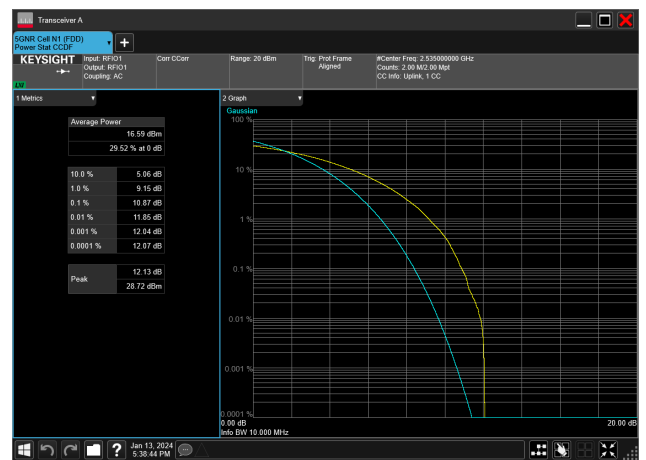 Transceiver A
5GNR Cell N1 (FDD)
Power Stat CCDF
KEYSIGHT
Input: RFIO1
Output: RFIO1
Coupling: AC
Corr CCorr
Range: 20 dBm
Trig: Prot Frame
Aligned
#Center Freq: 2.535000000 GHz
Counts: 2.00 M/2.00 Mpt
CC Info: Uplink, 1 CC
1 Metrics
Average Power
16.59 dBm
29.52 % at 0 dB
10.0 % 5.06 dB
1.0 % 9.15 dB
0.1 % 10.87 dB
0.01 % 11.85 dB
0.001 % 12.04 dB
0.0001 % 12.07 dB
Peak
12.13 dB
28.72 dBm
2 Graph
Gaussian
100 %
10 %
1 %
0.1 %
0.01 %
0.001 %
0.0001 %
0.00 dB 20.00 dB
Info BW 10.000 MHz
Jan 13, 2024
5:38:44 PM